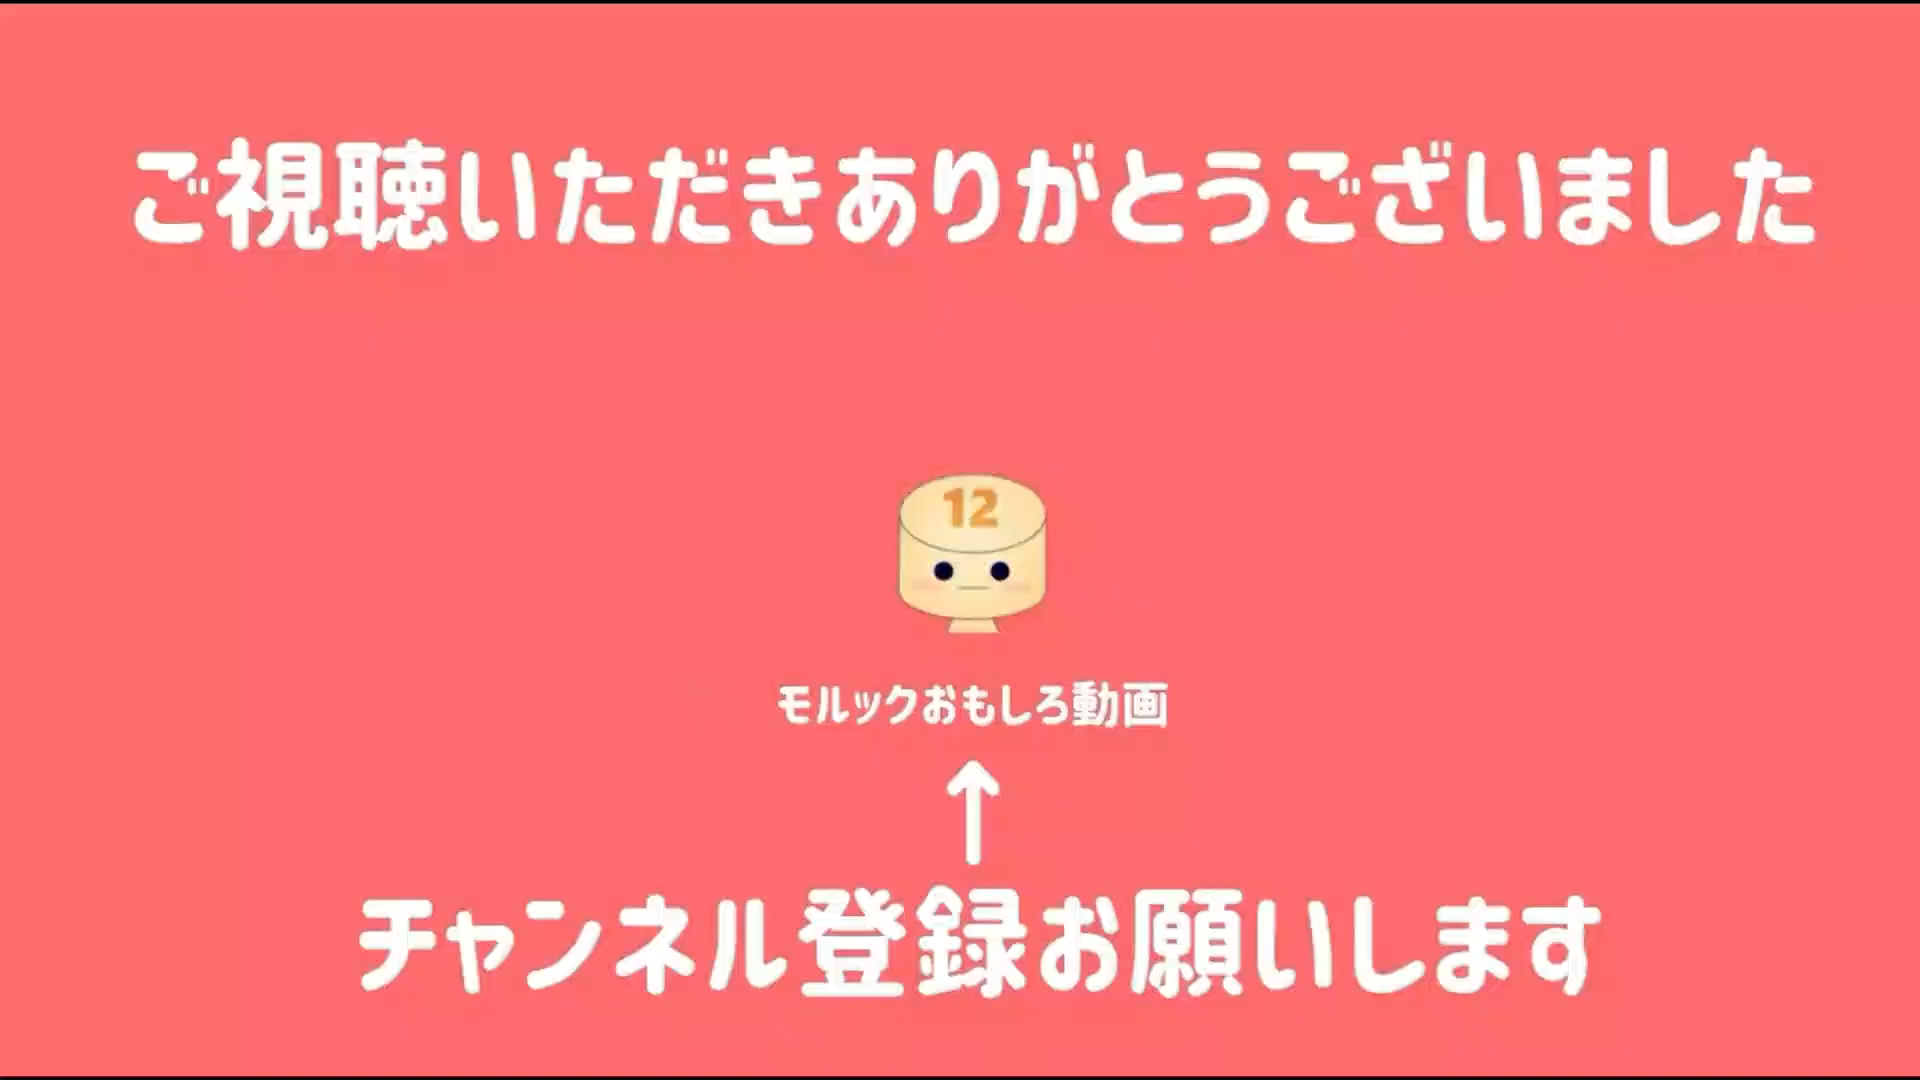 ご視聴いただきありがとうございました
12
モルックおもしろ動画
↑
チャンネル登録お願いします